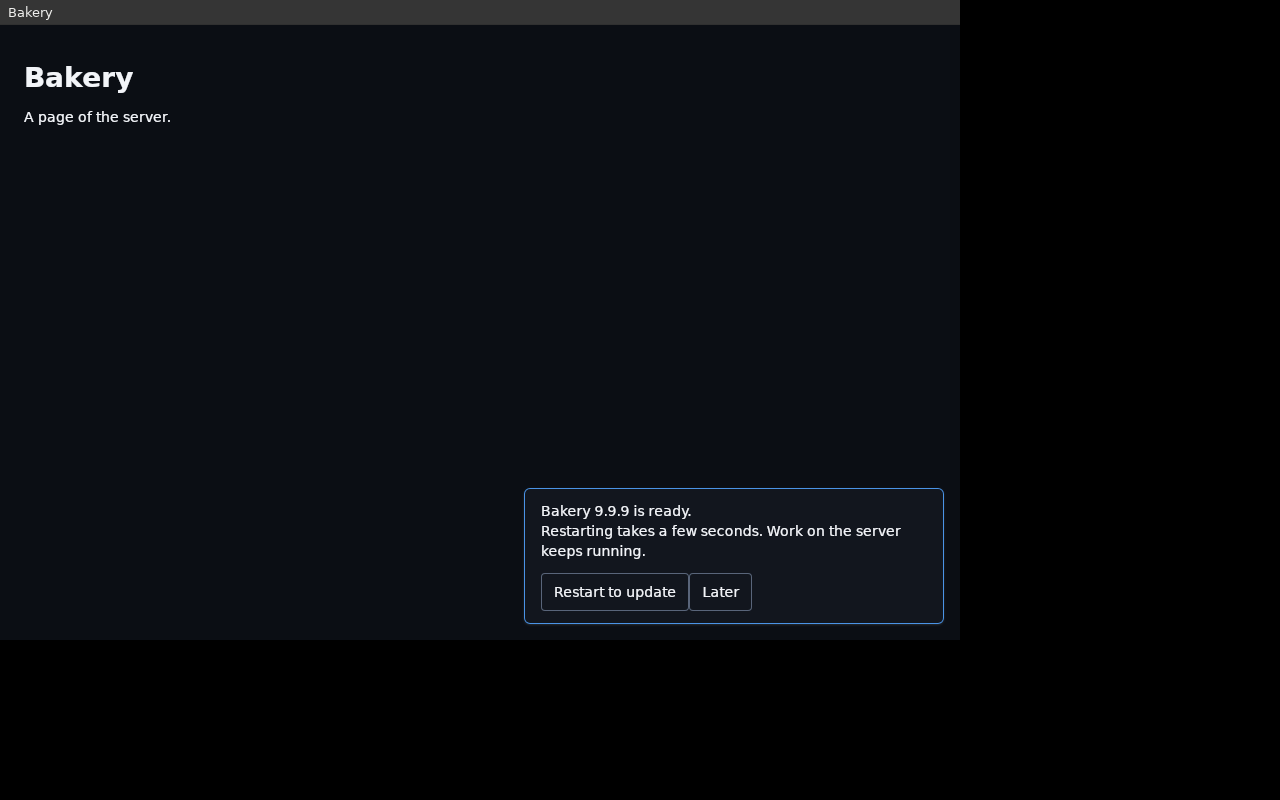 Bakery
Bakery
A page of the server.
Bakery 9.9.9 is ready.
Restarting takes a few seconds. Work on the server
keeps running.
Restart to update
Later